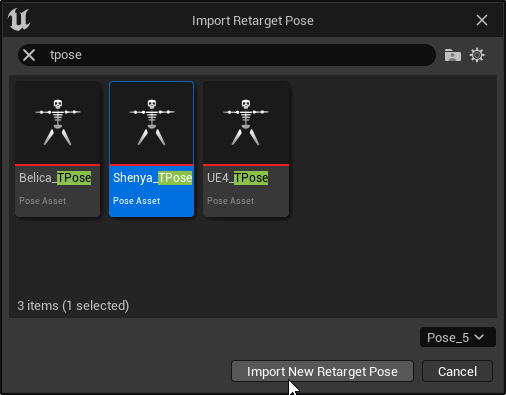 Import Retarget Pose
tpose
Belica_TPose
Pose Asset
Shenya_TPose
Pose Asset
UE4_TPose
Pose Asset
3 items (1 selected)
Pose_5
Import New Retarget Pose
Cancel